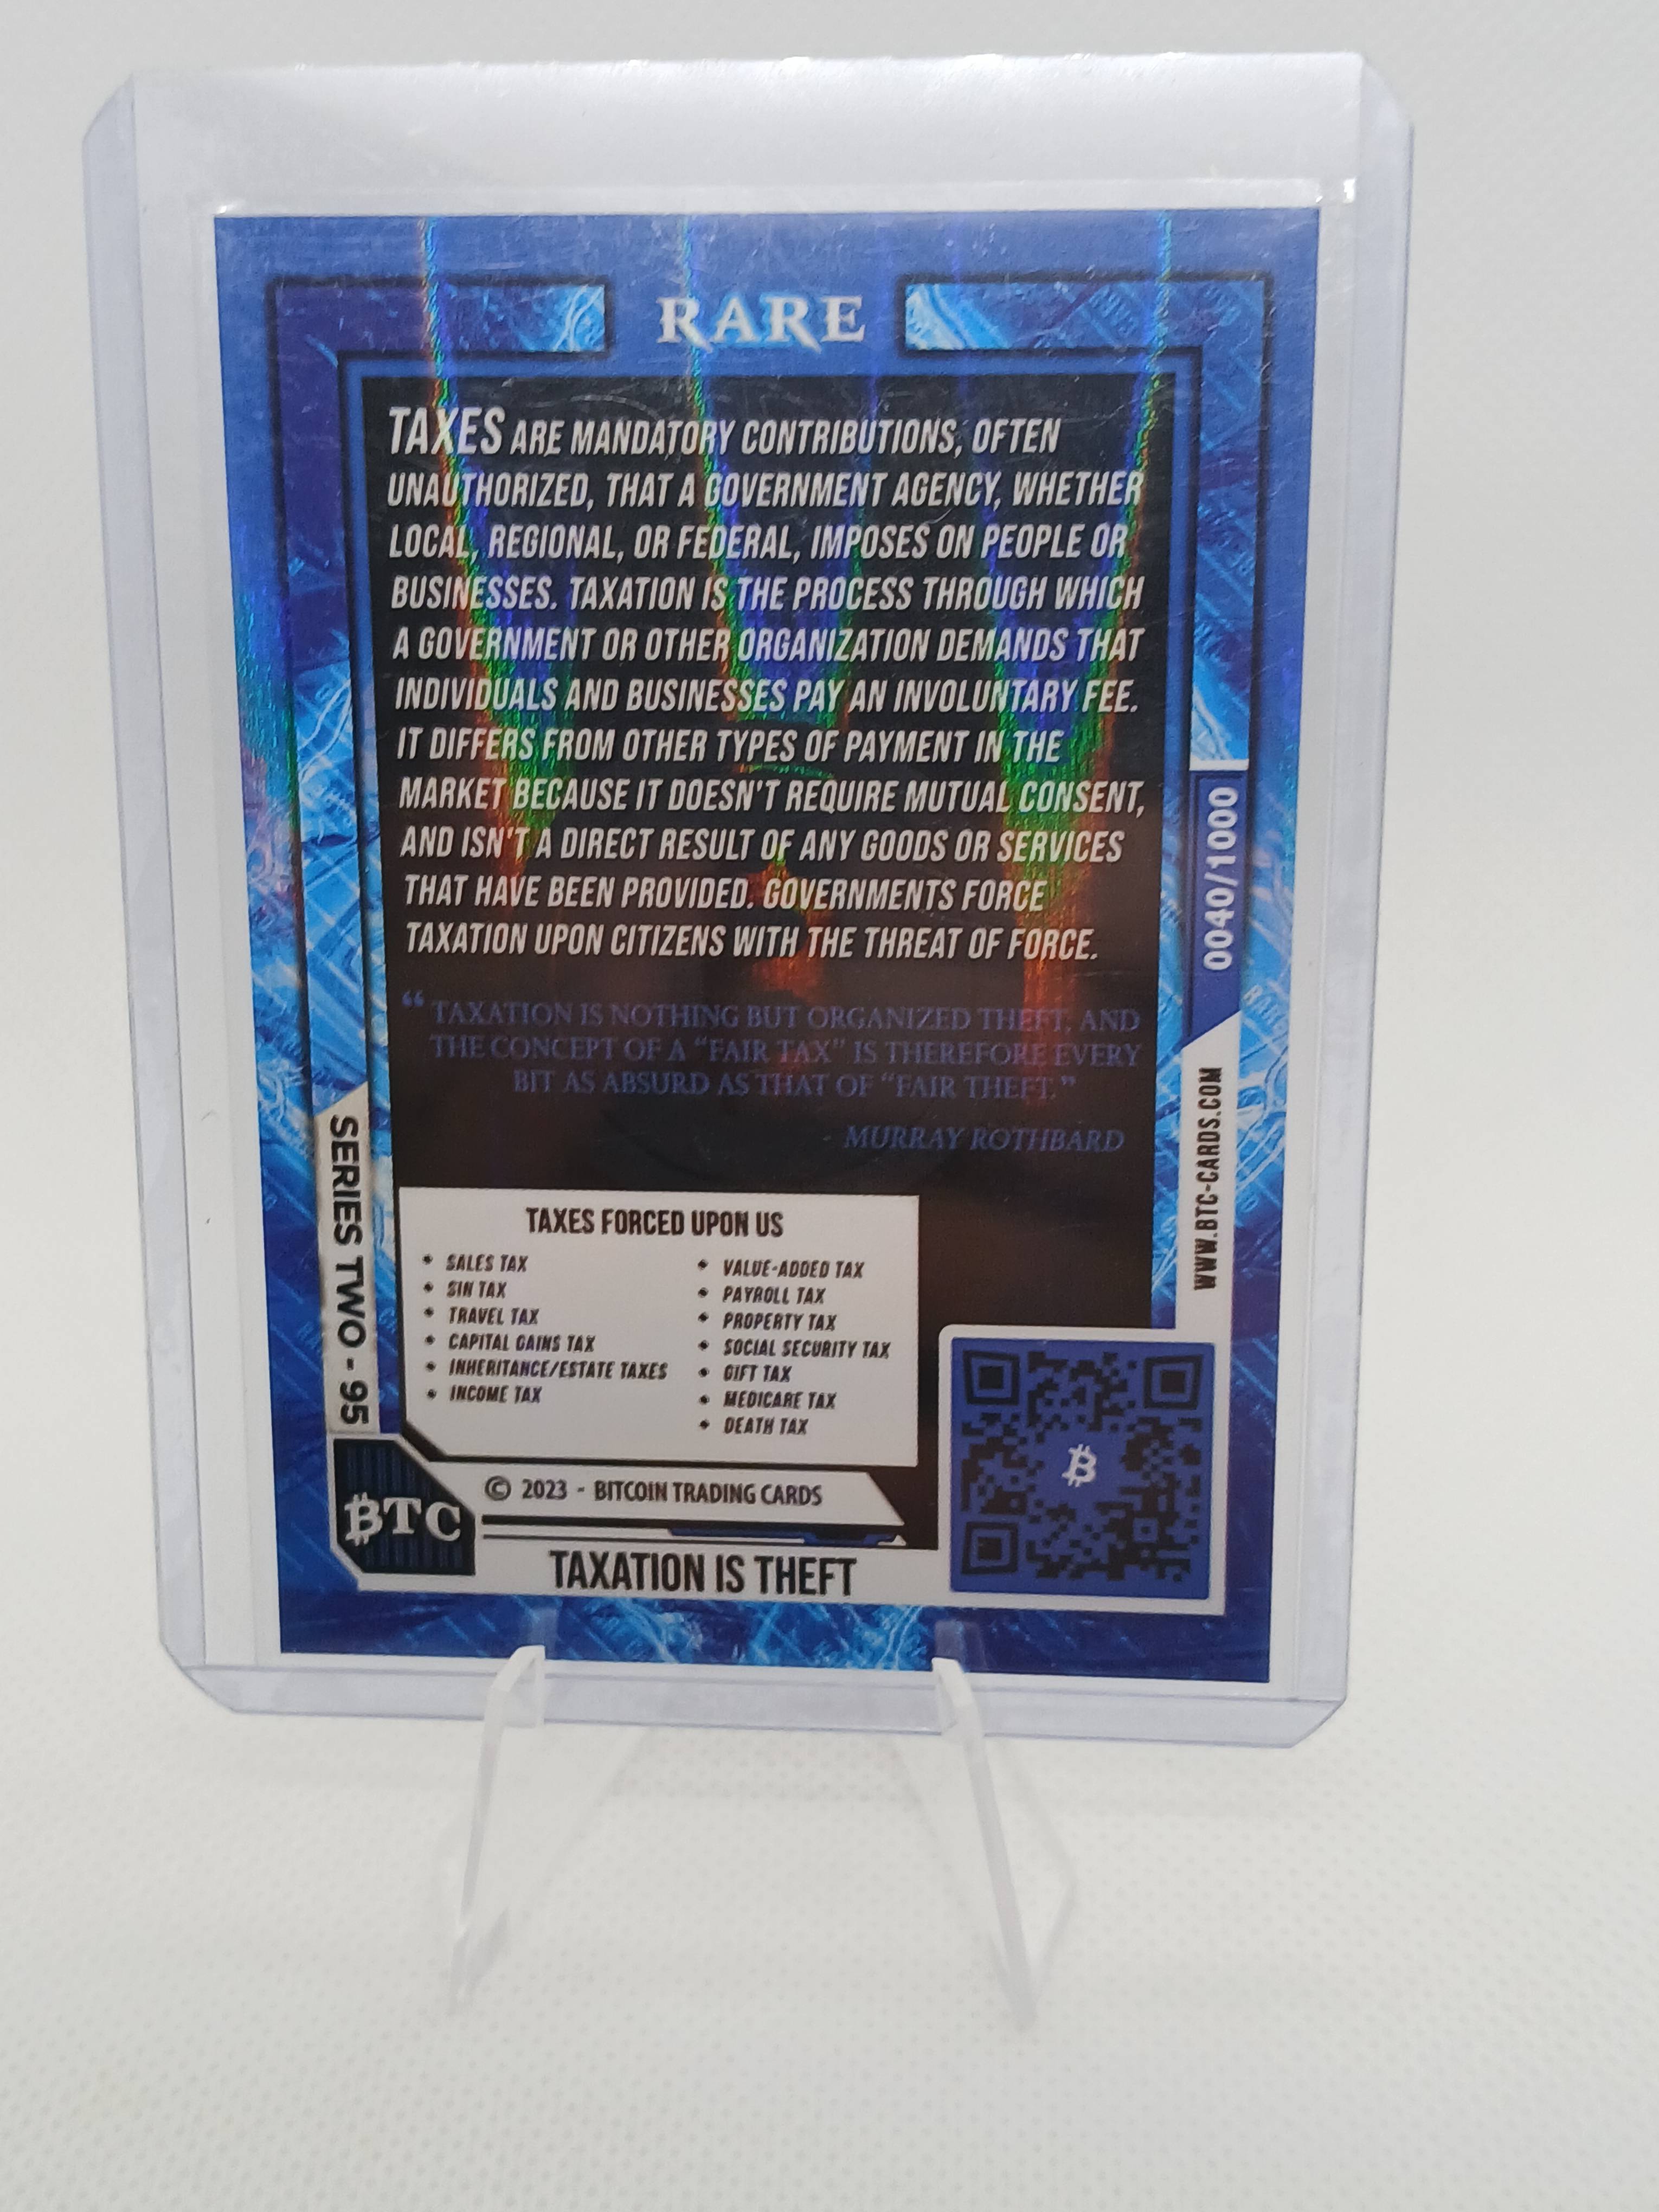 RARE
TAXES ARE MANDATORY CONTRIBUTIONS, OFTEN
UNAUTHORIZED, THAT A GOVERNMENT AGENCY, WHETHER
LOCAL, REGIONAL, OR FEDERAL, IMPOSES ON PEOPLE OR
BUSINESSES. TAXATION IS THE PROCESS THROUGH WHICH
A GOVERNMENT OR OTHER ORGANIZATION DEMANDS THAT
INDIVIDUALS AND BUSINESSES PAY AN INVOLUNTARY FEE.
IT DIFFERS FROM OTHER TYPES OF PAYMENT IN THE
MARKET BECAUSE IT DOESN'T REQUIRE MUTUAL CONSENT,
AND ISN'T A DIRECT RESULT OF ANY GOODS OR SERVICES
THAT HAVE BEEN PROVIDED. GOVERNMENTS FORCE
TAXATION UPON CITIZENS WITH THE THREAT OF FORCE.
“TAXATION IS NOTHING BUT ORGANIZED THEFT, AND
THE CONCEPT OF A “FAIR TAX” IS THEREFORE EVERY
BIT AS ABSURD AS THAT OF “FAIR THEFT.”
- MURRAY ROTHBARD
0040/1000
WWW.BTC-CARDS.COM
SERIES TWO - 95
TAXES FORCED UPON US
• SALES TAX
• SIN TAX
• TRAVEL TAX
• CAPITAL GAINS TAX
• INHERITANCE/ESTATE TAXES
• INCOME TAX
• VALUE-ADDED TAX
• PAYROLL TAX
• PROPERTY TAX
• SOCIAL SECURITY TAX
• GIFT TAX
• MEDICARE TAX
• DEATH TAX
© 2023 - BITCOIN TRADING CARDS
₿TC
TAXATION IS THEFT
₿